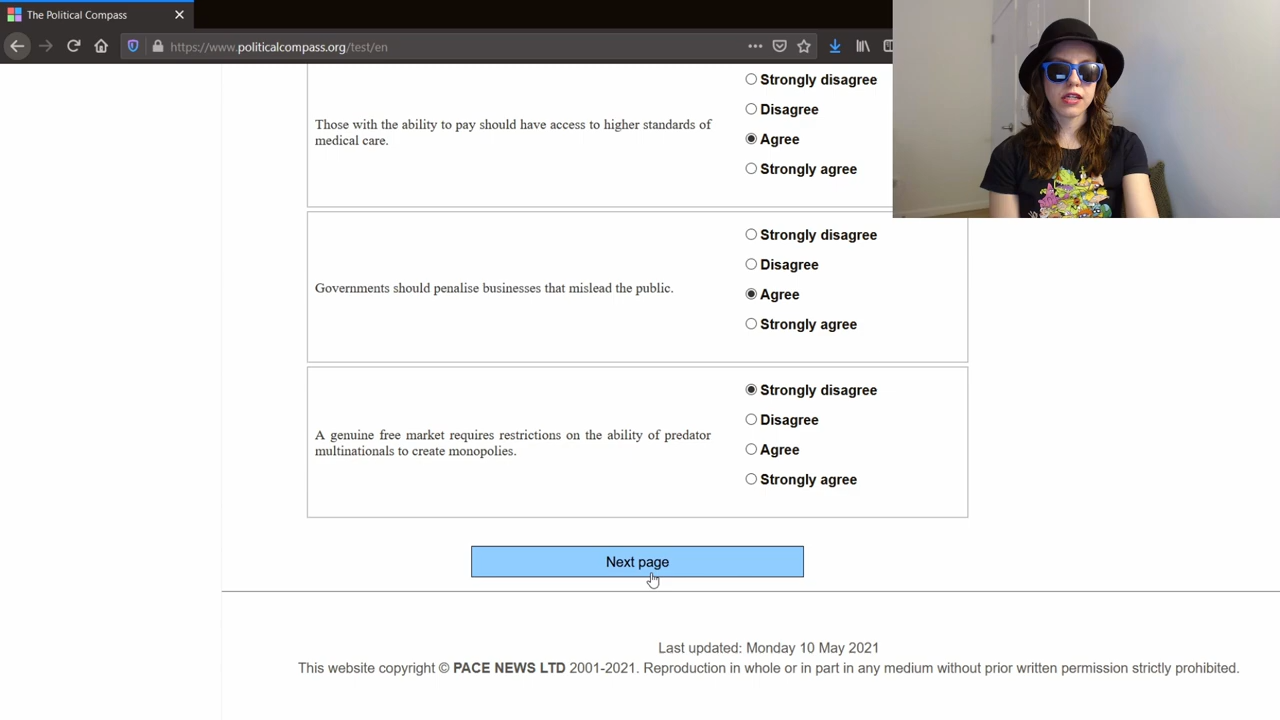 The Political Compass
https://www.politicalcompass.org/test/en
Strongly disagree
Disagree
Those with the ability to pay should have access to higher standards of
medical care.
Agree
Strongly agree
Strongly disagree
Disagree
Governments should penalise businesses that mislead the public.
Agree
Strongly agree
Strongly disagree
Disagree
A genuine free market requires restrictions on the ability of predator
multinationals to create monopolies.
Agree
Strongly agree
Next page
Last updated: Monday 10 May 2021
This website copyright © PACE NEWS LTD 2001-2021. Reproduction in whole or in part in any medium without prior written permission strictly prohibited.